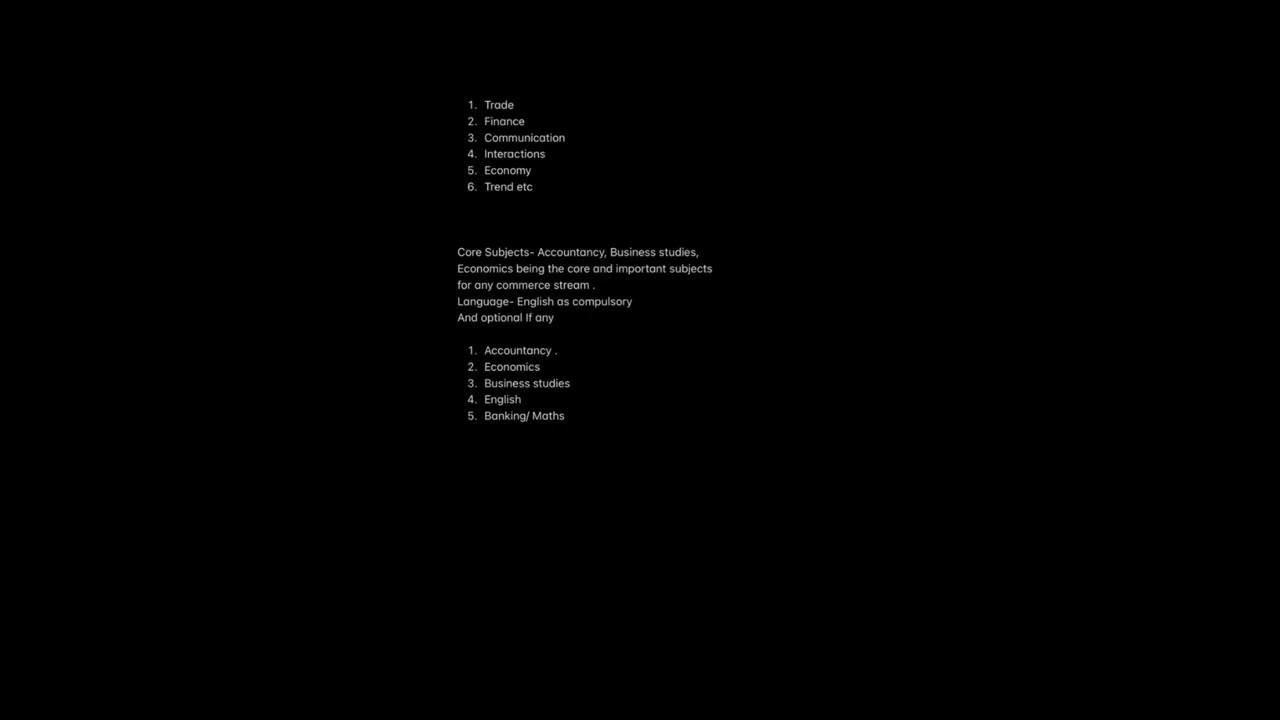 1. Trade
2. Finance
3. Communication
4. Interactions
5. Economy
6. Trend etc
Core Subjects- Accountancy, Business studies,
Economics being the core and important subjects
for any commerce stream .
Language- English as compulsory
And optional If any
1. Accountancy .
2. Economics
3. Business studies
4. English
5. Banking/ Maths